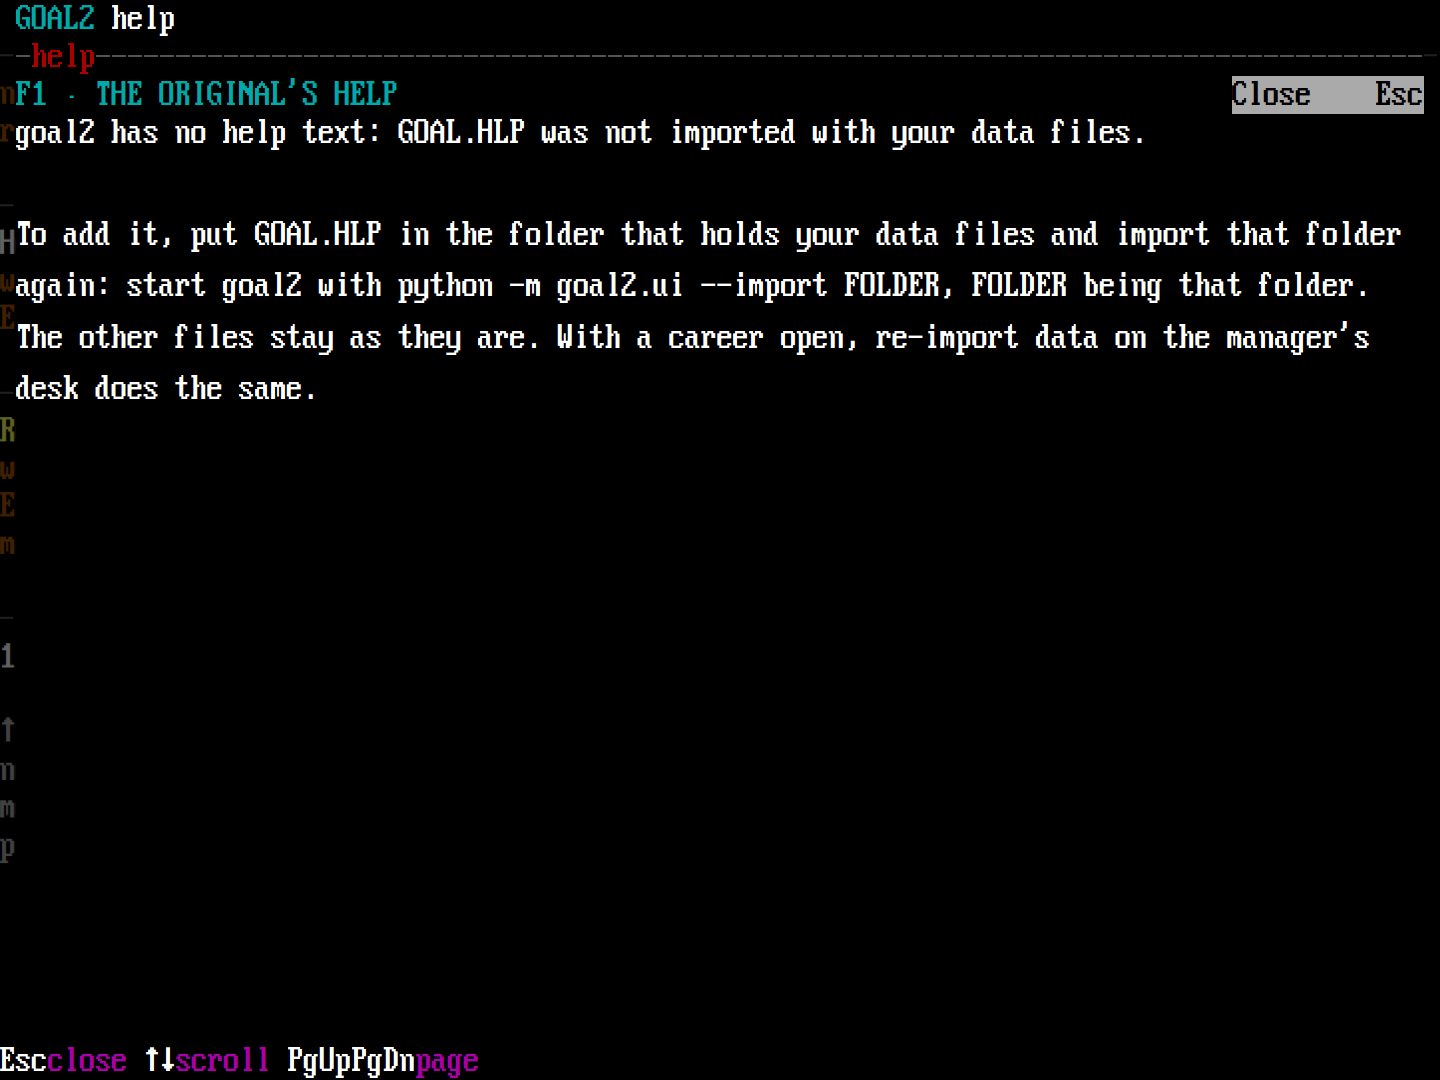 GOAL2 help
help
F1 · THE ORIGINAL'S HELP Close Esc
goal2 has no help text: GOAL.HLP was not imported with your data files.
To add it, put GOAL.HLP in the folder that holds your data files and import that folder
again: start goal2 with python -m goal2.ui --import FOLDER, FOLDER being that folder.
The other files stay as they are. With a career open, re-import data on the manager's
desk does the same.
m
r
H
w
E
R
w
E
m
1
↑
n
m
p
Escclose ↑↓scroll PgUpPgDnpage